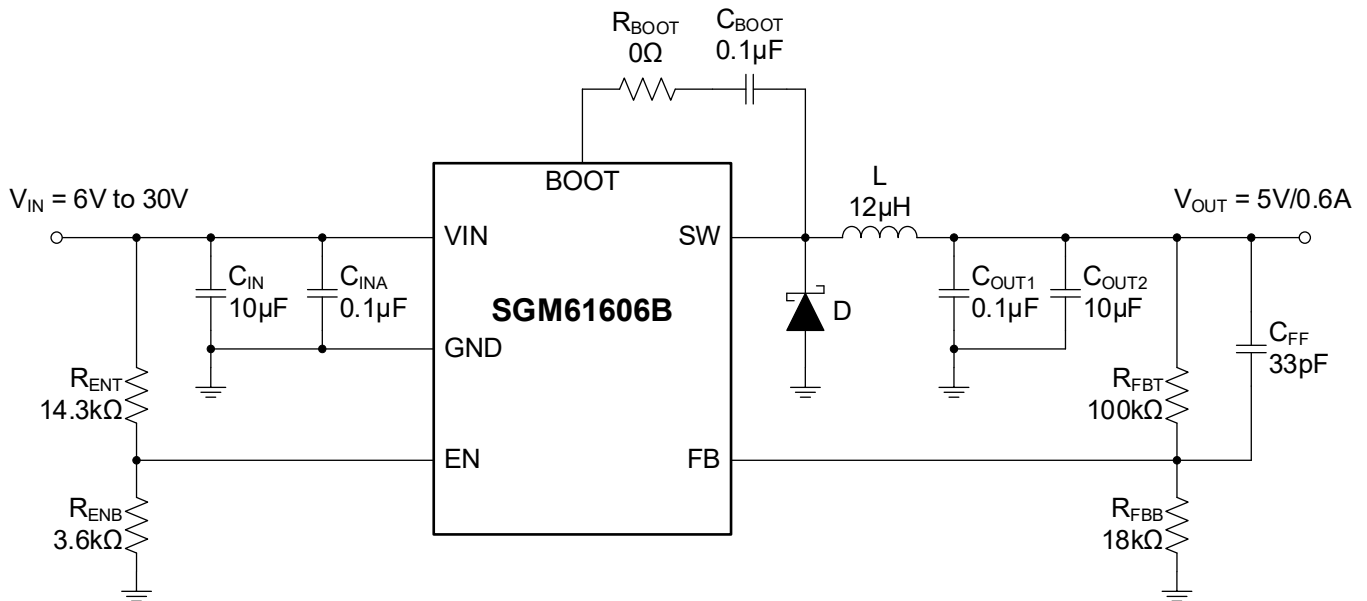 R_BOOT
0Ω
C_BOOT
0.1µF
BOOT
V_IN = 6V to 30V
L
12µH
V_OUT = 5V/0.6A
VIN
SW
C_IN
10µF
C_INA
0.1µF
SGM61606B
D
C_OUT1
0.1µF
C_OUT2
10µF
C_FF
33pF
GND
R_ENT
14.3kΩ
R_FBT
100kΩ
EN
FB
R_ENB
3.6kΩ
R_FBB
18kΩ